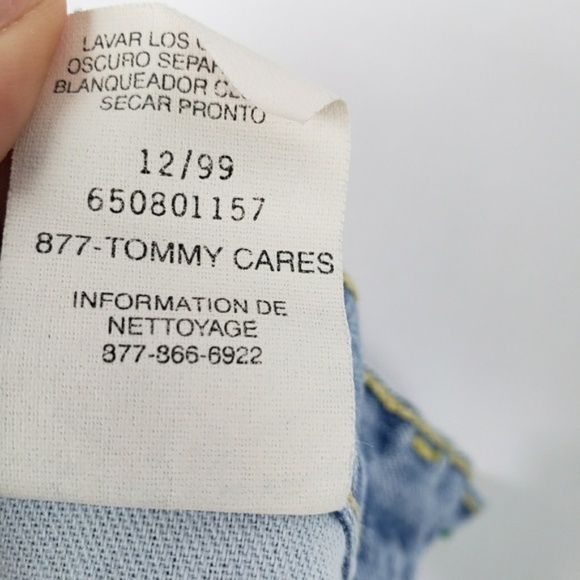 LAVAR LOS
OSCURO
BLANQUEADOR
SECAR PRONTO
12/99
650801157
877-TOMMY CARES
INFORMATION DE
NETTOYAGE
877-866-6922